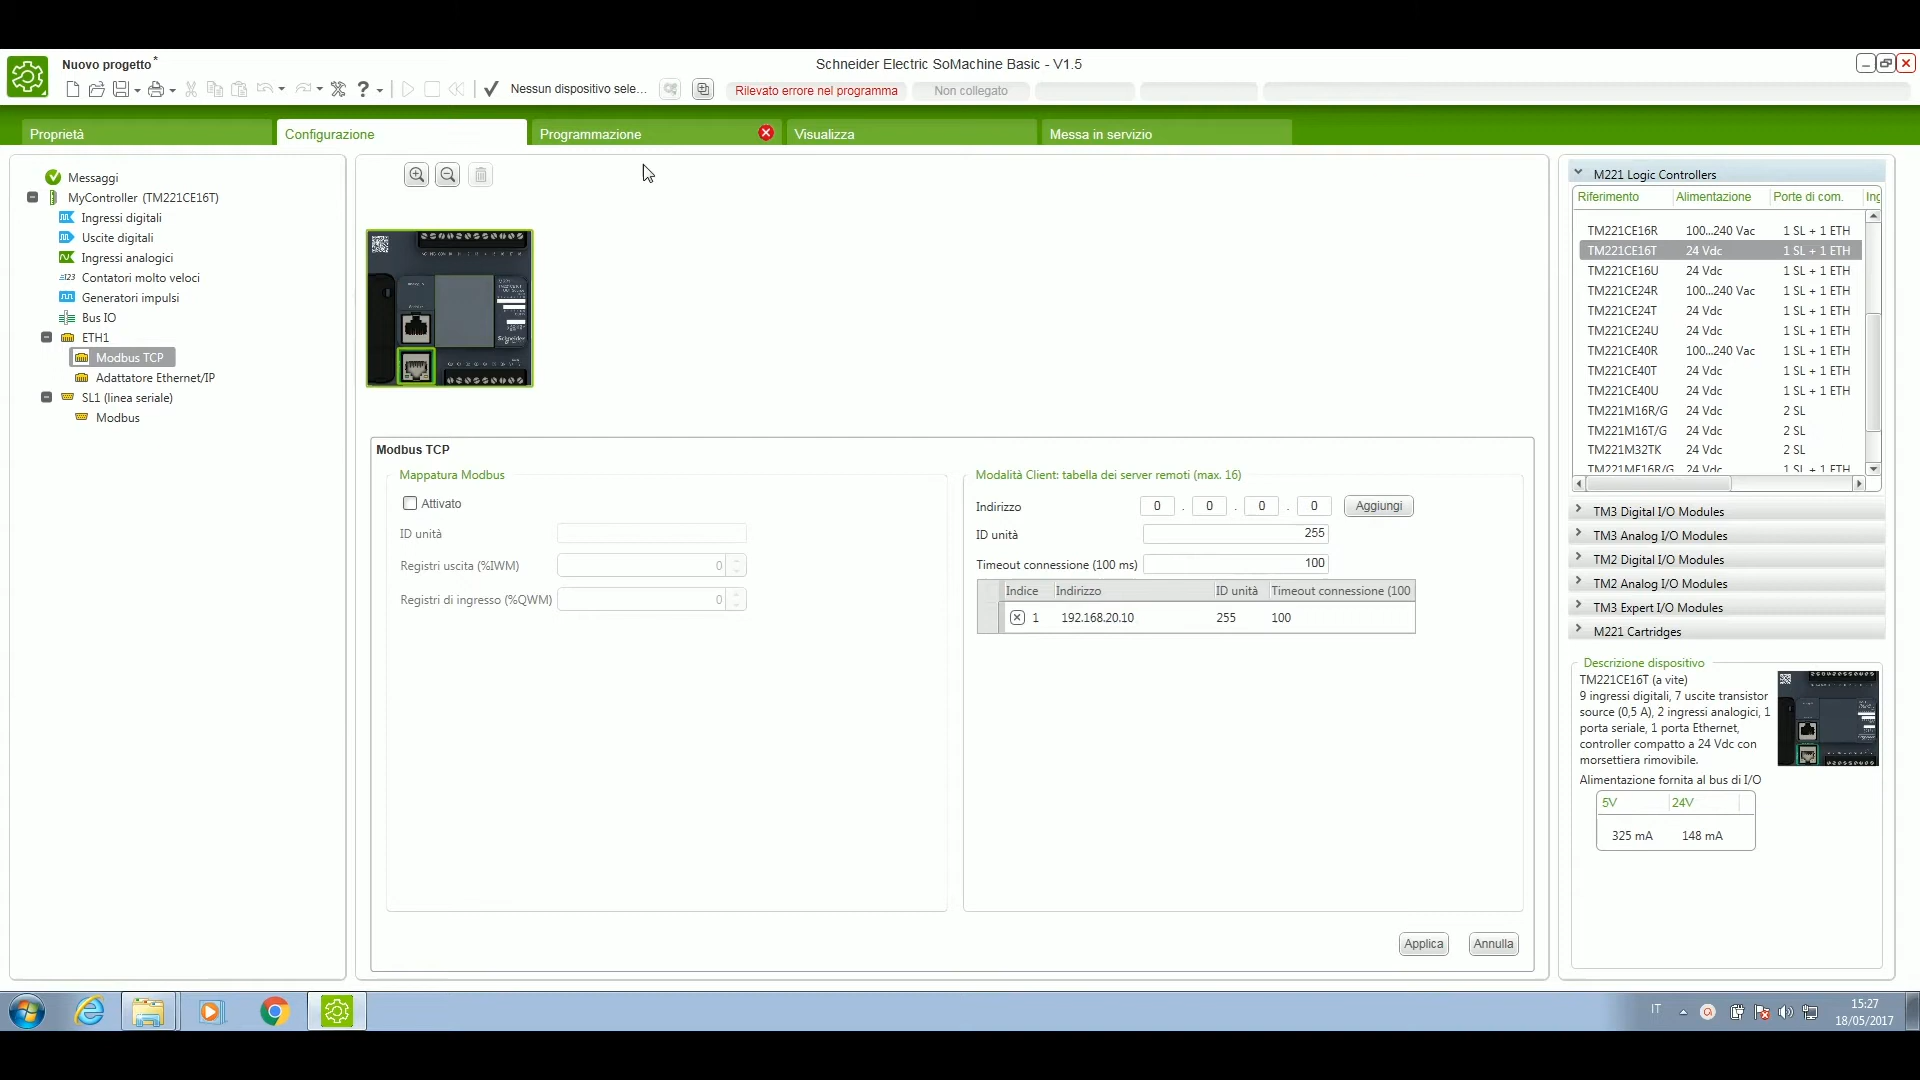 Nuovo progetto*
Schneider Electric SoMachine Basic - V1.5
Nessun dispositivo sele...
Rilevato errore nel programma
Non collegato
Proprietà
Configurazione
Programmazione
Visualizza
Messa in servizio
Messaggi
MyController (TM221CE16T)
Ingressi digitali
Uscite digitali
Ingressi analogici
Contatori molto veloci
Generatori impulsi
Bus IO
ETH1
Modbus TCP
Adattatore Ethernet/IP
SL1 (linea seriale)
Modbus
Modbus TCP
Mappatura Modbus
Attivato
ID unità
Registri uscita (%IWM) 0
Registri di ingresso (%QWM) 0
Modalità Client: tabella dei server remoti (max. 16)
Indirizzo 0 . 0 . 0 . 0 Aggiungi
ID unità 255
Timeout connessione (100 ms) 100
Indice Indirizzo ID unità Timeout connessione (100
1 192.168.20.10 255 100
Applica Annulla
M221 Logic Controllers
Riferimento Alimentazione Porte di com. Ing
TM221CE16R 100...240 Vac 1 SL + 1 ETH
TM221CE16T 24 Vdc 1 SL + 1 ETH
TM221CE16U 24 Vdc 1 SL + 1 ETH
TM221CE24R 100...240 Vac 1 SL + 1 ETH
TM221CE24T 24 Vdc 1 SL + 1 ETH
TM221CE24U 24 Vdc 1 SL + 1 ETH
TM221CE40R 100...240 Vac 1 SL + 1 ETH
TM221CE40T 24 Vdc 1 SL + 1 ETH
TM221CE40U 24 Vdc 1 SL + 1 ETH
TM221M16R/G 24 Vdc 2 SL
TM221M16T/G 24 Vdc 2 SL
TM221M32TK 24 Vdc 2 SL
TM221ME16R/G 24 Vdc 1 SL + 1 ETH
TM3 Digital I/O Modules
TM3 Analog I/O Modules
TM2 Digital I/O Modules
TM2 Analog I/O Modules
TM3 Expert I/O Modules
M221 Cartridges
Descrizione dispositivo
TM221CE16T (a vite)
9 ingressi digitali, 7 uscite transistor
source (0,5 A), 2 ingressi analogici, 1
porta seriale, 1 porta Ethernet,
controller compatto a 24 Vdc con
morsettiera rimovibile.
Alimentazione fornita al bus di I/O
5V 24V
325 mA 148 mA
IT
15:27
18/05/2017